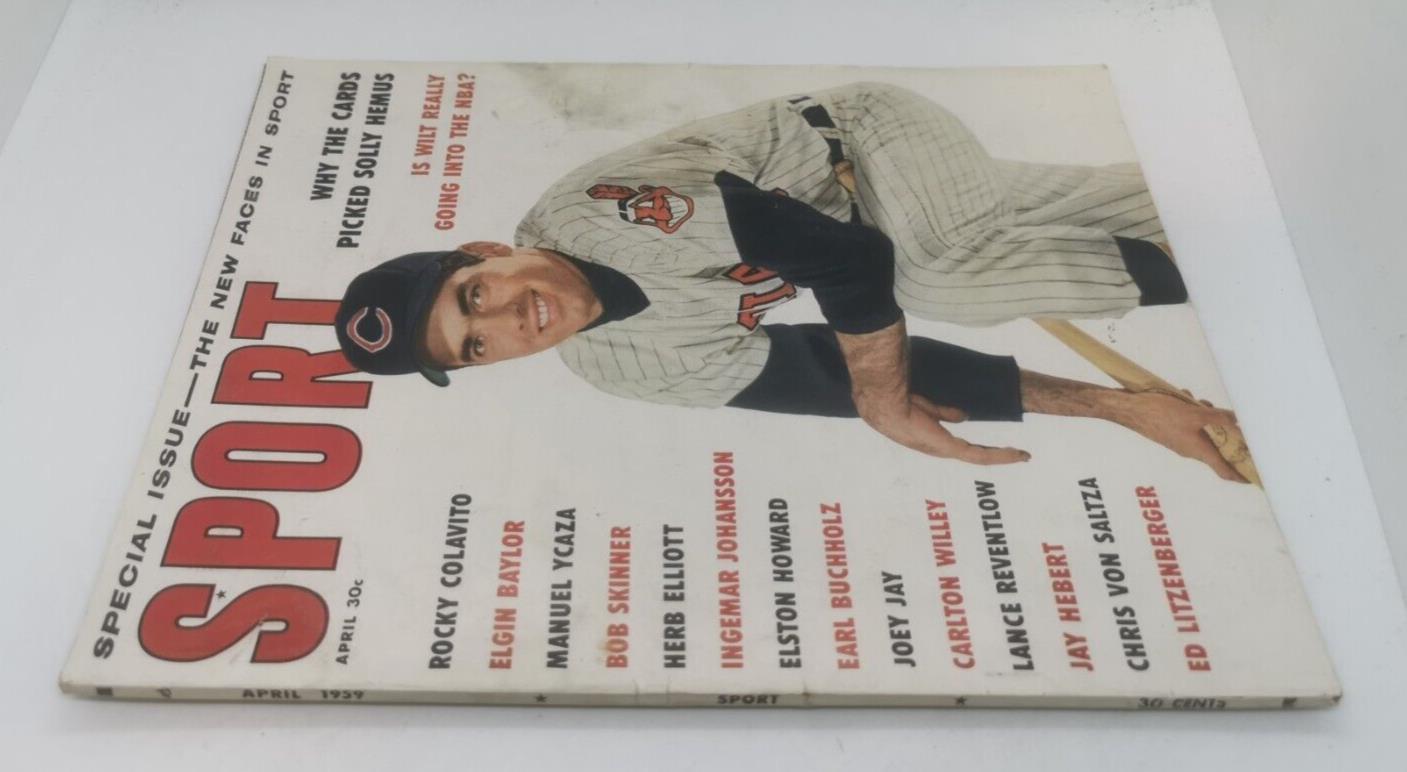 SPECIAL ISSUE—THE NEW FACES IN SPORT
SPORT
APRIL 30c
WHY THE CARDS
PICKED SOLLY HEMUS
IS WILT REALLY
GOING INTO THE NBA?
C
ROCKY COLAVITO
ELGIN BAYLOR
MANUEL YCAZA
BOB SKINNER
HERB ELLIOTT
INGEMAR JOHANSSON
ELSTON HOWARD
EARL BUCHHOLZ
JOEY JAY
CARLTON WILLEY
LANCE REVENTLOW
JAY HEBERT
CHRIS VON SALTZA
ED LITZENBERGER
APRIL 1959 ★ SPORT ★ 30 CENTS